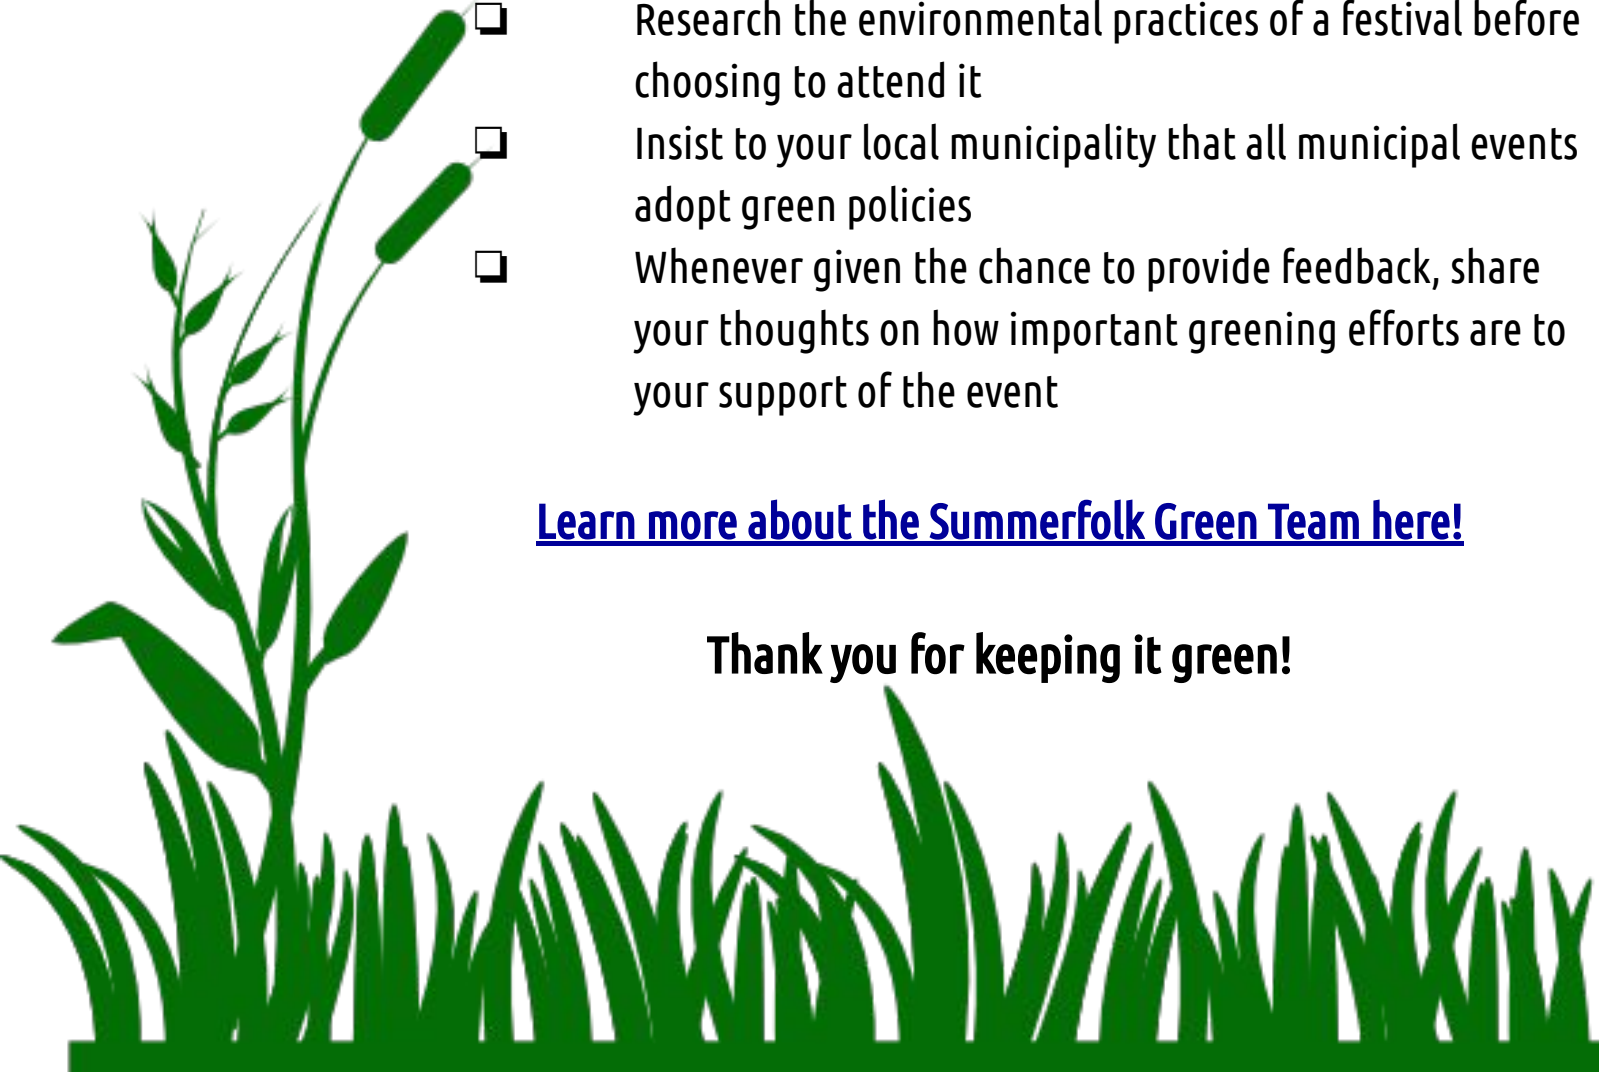 ❏ Research the environmental practices of a festival before
choosing to attend it
❏ Insist to your local municipality that all municipal events
adopt green policies
❏ Whenever given the chance to provide feedback, share
your thoughts on how important greening efforts are to
your support of the event
Learn more about the Summerfolk Green Team here!
Thank you for keeping it green!